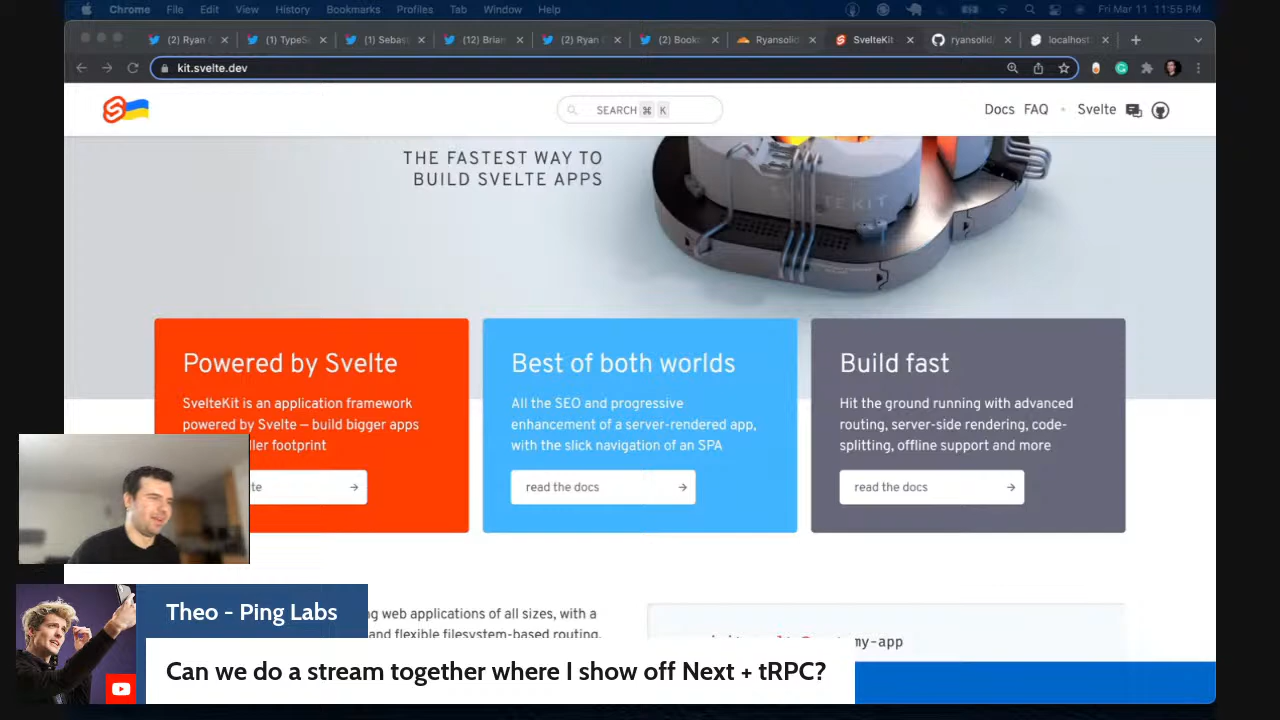 Chrome File Edit View History Bookmarks Profiles Tab Window Help Fri Mar 11 11:55 PM
(2) Ryan (1) TypeS (1) Sebas (12) Brian (2) Ryan (2) Book Ryansolid SvelteKit ryansolid/ localhost
kit.svelte.dev
SEARCH ⌘ K
Docs FAQ • Svelte
THE FASTEST WAY TO
BUILD SVELTE APPS
SVELTEKIT
Powered by Svelte
SvelteKit is an application framework
powered by Svelte — build bigger apps
ller footprint
te →
Best of both worlds
All the SEO and progressive
enhancement of a server-rendered app,
with the slick navigation of an SPA
read the docs →
Build fast
Hit the ground running with advanced
routing, server-side rendering, code-
splitting, offline support and more
read the docs →
ng web applications of all sizes, with a
and flexible filesystem-based routing.
my-app
Theo - Ping Labs
Can we do a stream together where I show off Next + tRPC?